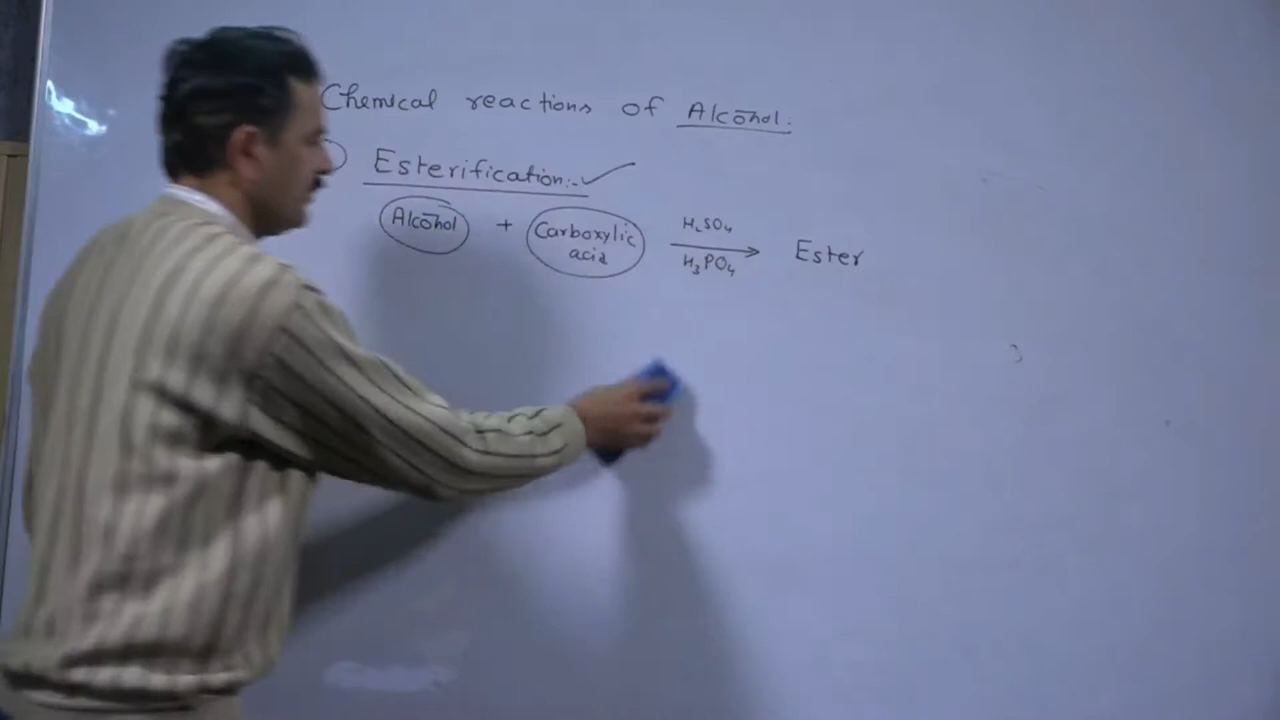 Chemical reactions of Alcohol:
Esterification:-
Alcohol + Carboxylic acid H2SO4 H3PO4 → Ester